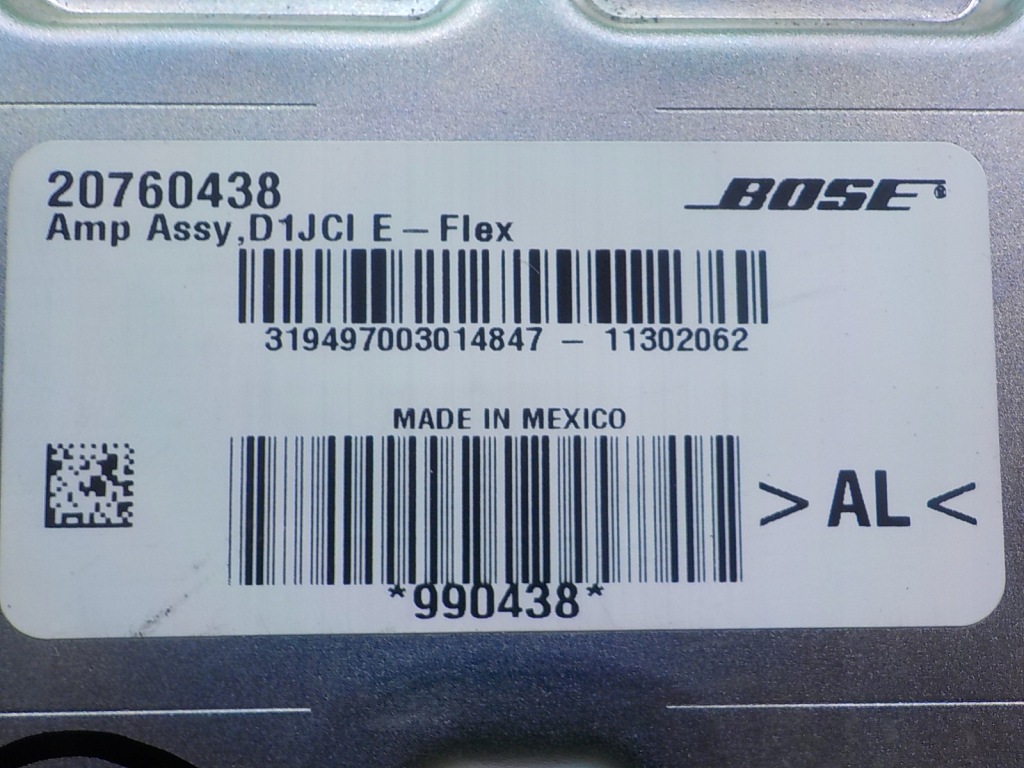 20760438
BOSE®
Amp Assy,D1JCI E-Flex
319497003014847 - 11302062
MADE IN MEXICO
>AL<
*990438*